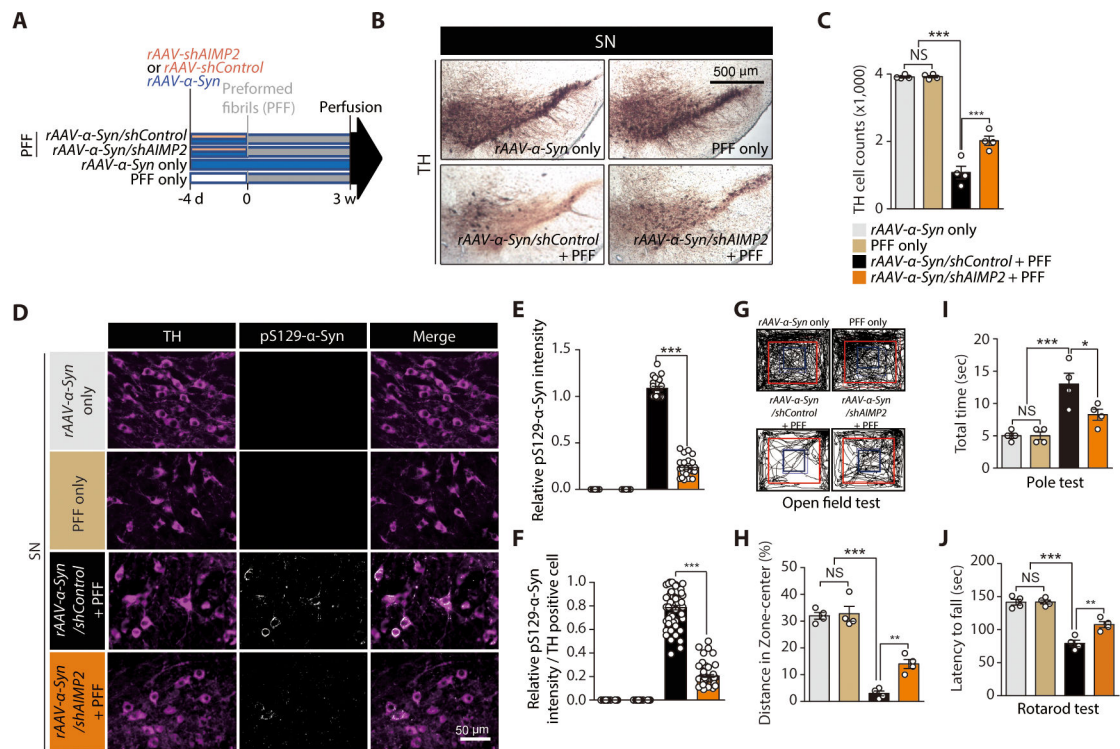 A
rAAV-shAIMP2
or rAAV-shControl
rAAV-α-Syn
Preformed
fibrils (PFF)
Perfusion
PFF
rAAV-α-Syn/shControl
rAAV-α-Syn/shAIMP2
rAAV-α-Syn only
PFF only
-4 d
0
3 w
B
SN
TH
500 µm
rAAV-α-Syn only
PFF only
rAAV-α-Syn/shControl
+ PFF
rAAV-α-Syn/shAIMP2
+ PFF
C
***
NS
***
TH cell counts (x1,000)
4
2
0
rAAV-α-Syn only
PFF only
rAAV-α-Syn/shControl + PFF
rAAV-α-Syn/shAIMP2 + PFF
D
TH
pS129-α-Syn
Merge
SN
rAAV-α-Syn
only
PFF only
rAAV-α-Syn
/shControl
+ PFF
rAAV-α-Syn
/shAIMP2
+ PFF
50 µm
E
Relative pS129-α-Syn intensity
1.5
1.0
0.5
0.0
***
F
Relative pS129-α-Syn
intensity / TH positive cell
1.0
0.8
0.6
0.4
0.2
0.0
***
G
rAAV-α-Syn only
PFF only
rAAV-α-Syn
/shControl
+ PFF
rAAV-α-Syn
/shAIMP2
+ PFF
Open field test
H
Distance in Zone-center (%)
50
40
30
20
10
0
***
NS
**
I
Total time (sec)
20
15
10
5
0
***
*
NS
Pole test
J
Latency to fall (sec)
200
150
100
50
0
***
NS
**
Rotarod test